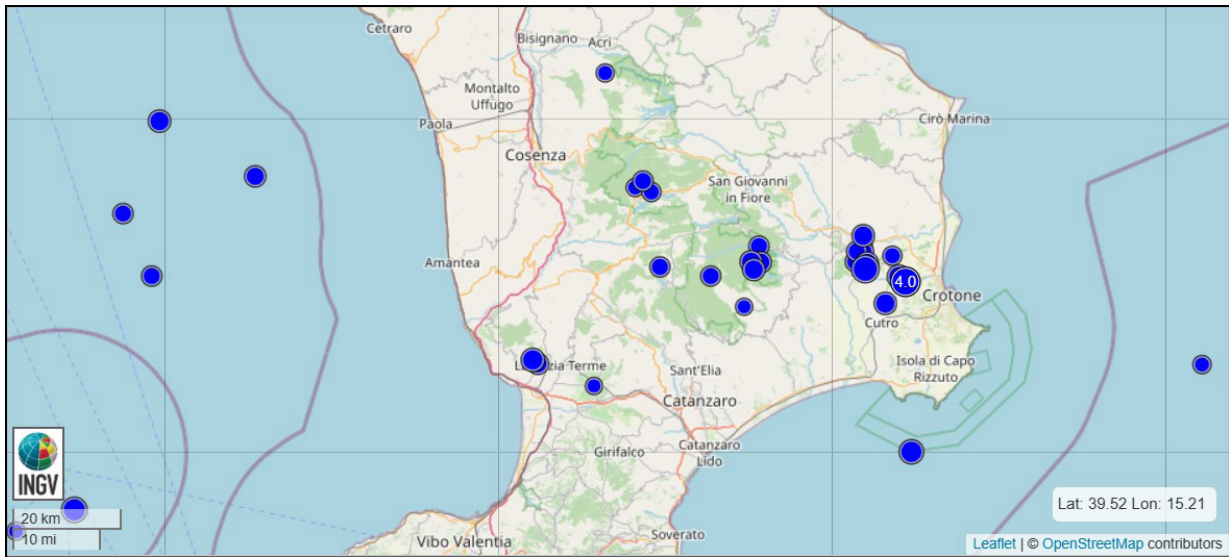 Cetraro
Bisignano
Acri
Montalto
Uffugo
Paola
Cirò Marina
Cosenza
San Giovanni
in Fiore
Amantea
4.0
Crotone
Cutro
Isola di Capo
Rizzuto
Sant'Elia
Catanzaro
Catanzaro
Lido
Girifalco
INGV
20 km
10 mi
Vibo Valentia
Soverato
Lat: 39.52 Lon: 15.21
Leaflet | © OpenStreetMap contributors